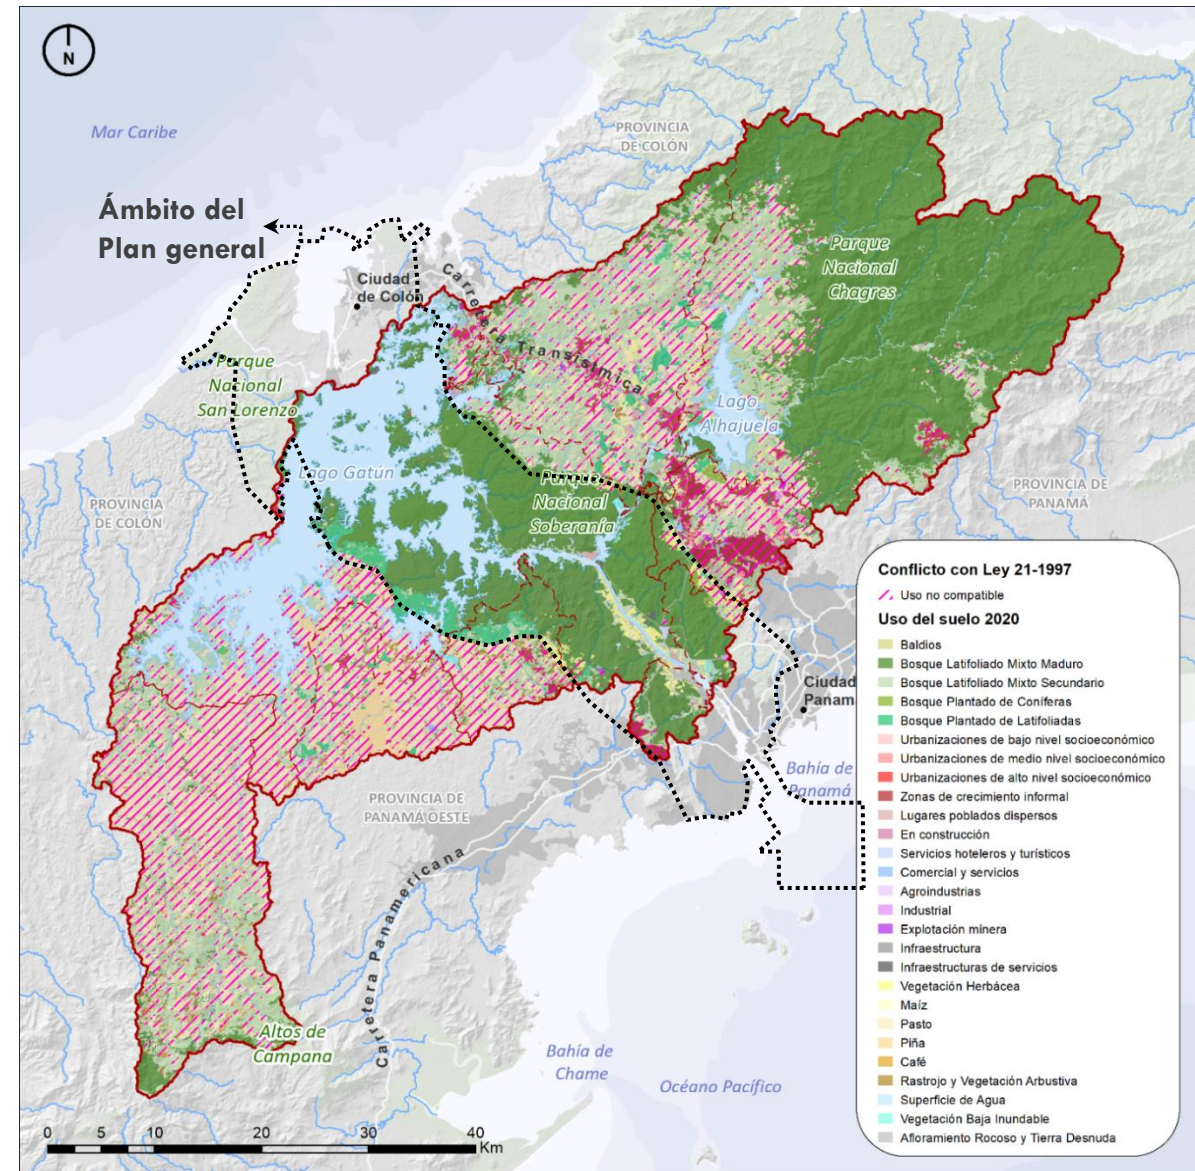 N
Mar Caribe
PROVINCIA
DE COLÓN
Ámbito del
Plan general
Ciudad
de Colón
Carretera Transísmica
Parque
Nacional
Chagres
Parque
Nacional
San Lorenzo
Lago
Alhajuela
Lago Gatún
PROVINCIA
DE COLÓN
Parque
Nacional
Soberanía
PROVINCIA DE
PANAMÁ
Ciudad
Panam
Bahía de
Panamá
PROVINCIA DE
PANAMÁ OESTE
Carretera Panamericana
Altos de
Campana
Bahía de
Chame
Océano Pacífico
0 5 10 20 30 40
Km
Conflicto con Ley 21-1997
Uso no compatible
Uso del suelo 2020
Baldios
Bosque Latifoliado Mixto Maduro
Bosque Latifoliado Mixto Secundario
Bosque Plantado de Coníferas
Bosque Plantado de Latifoliadas
Urbanizaciones de bajo nivel socioeconómico
Urbanizaciones de medio nivel socioeconómico
Urbanizaciones de alto nivel socioeconómico
Zonas de crecimiento informal
Lugares poblados dispersos
En construcción
Servicios hoteleros y turísticos
Comercial y servicios
Agroindustrias
Industrial
Explotación minera
Infraestructura
Infraestructuras de servicios
Vegetación Herbácea
Maíz
Pasto
Piña
Café
Rastrojo y Vegetación Arbustiva
Superficie de Agua
Vegetación Baja Inundable
Afloramiento Rocoso y Tierra Desnuda